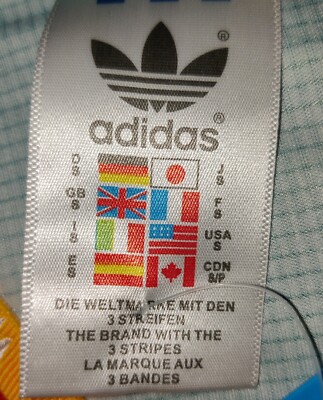 ®
adidas
D
S
J
S
GB
S
F
S
I
S
USA
S
E
S
CDN
S/P
DIE WELTMARKE MIT DEN
3 STREIFEN
THE BRAND WITH THE
3 STRIPES
LA MARQUE AUX
3 BANDES